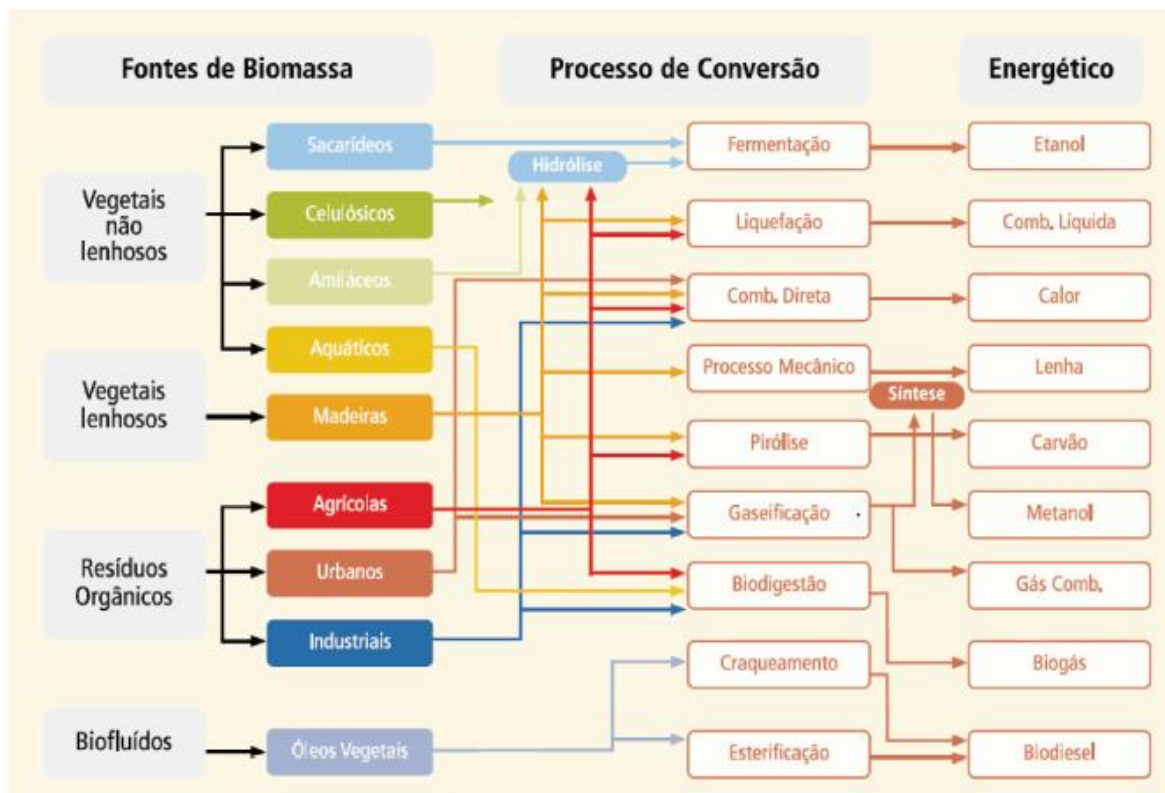 Fontes de Biomassa
Processo de Conversão
Energético
Vegetais
não
lenhosos
Sacarídeos
Celulósicos
Amiláceos
Aquáticos
Vegetais
lenhosos
Madeiras
Resíduos
Orgânicos
Agrícolas
Urbanos
Industriais
Biofluídos
Óleos Vegetais
Hidrólise
Fermentação
Liquefação
Comb. Direta
Processo Mecânico
Pirólise
Gaseificação
Biodigestão
Craqueamento
Esterificação
Síntese
Etanol
Comb. Líquida
Calor
Lenha
Carvão
Metanol
Gás Comb.
Biogás
Biodiesel